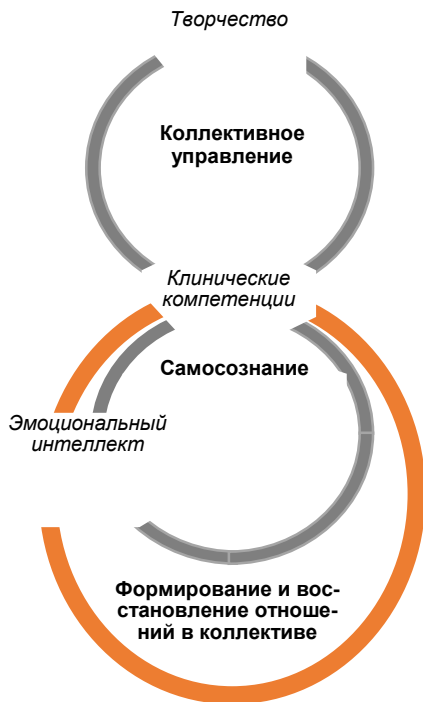 Творчество
Коллективное
управление
Клинические
компетенции
Самосознание
Эмоциональный
интеллект
Формирование и вос-
становление отноше-
ний в коллективе